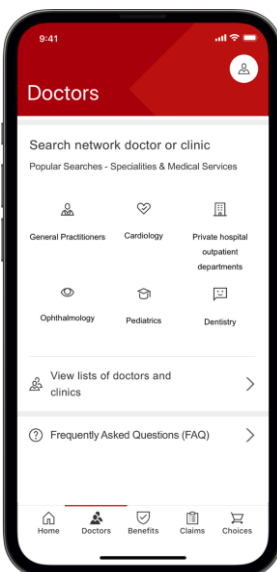 9:41
Doctors
Search network doctor or clinic
Popular Searches - Specialities & Medical Services
General Practitioners
Cardiology
Private hospital
outpatient
departments
Ophthalmology
Pediatrics
Dentistry
View lists of doctors and
clinics
Frequently Asked Questions (FAQ)
Home
Doctors
Benefits
Claims
Choices